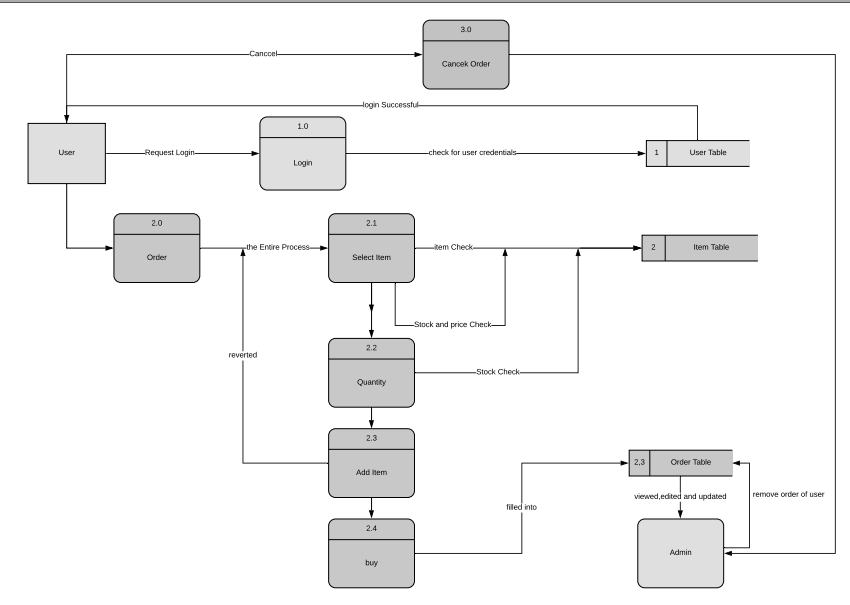 3.0
Canccel
Cancek Order
login Successful
User
Request Login
1.0
Login
check for user credentials
1
User Table
2.0
Order
the Entire Process
2.1
Select Item
item Check
2
Item Table
Stock and price Check
reverted
2.2
Quantity
Stock Check
2.3
Add Item
2,3
Order Table
viewed,edited and updated
remove order of user
filled into
2.4
buy
Admin